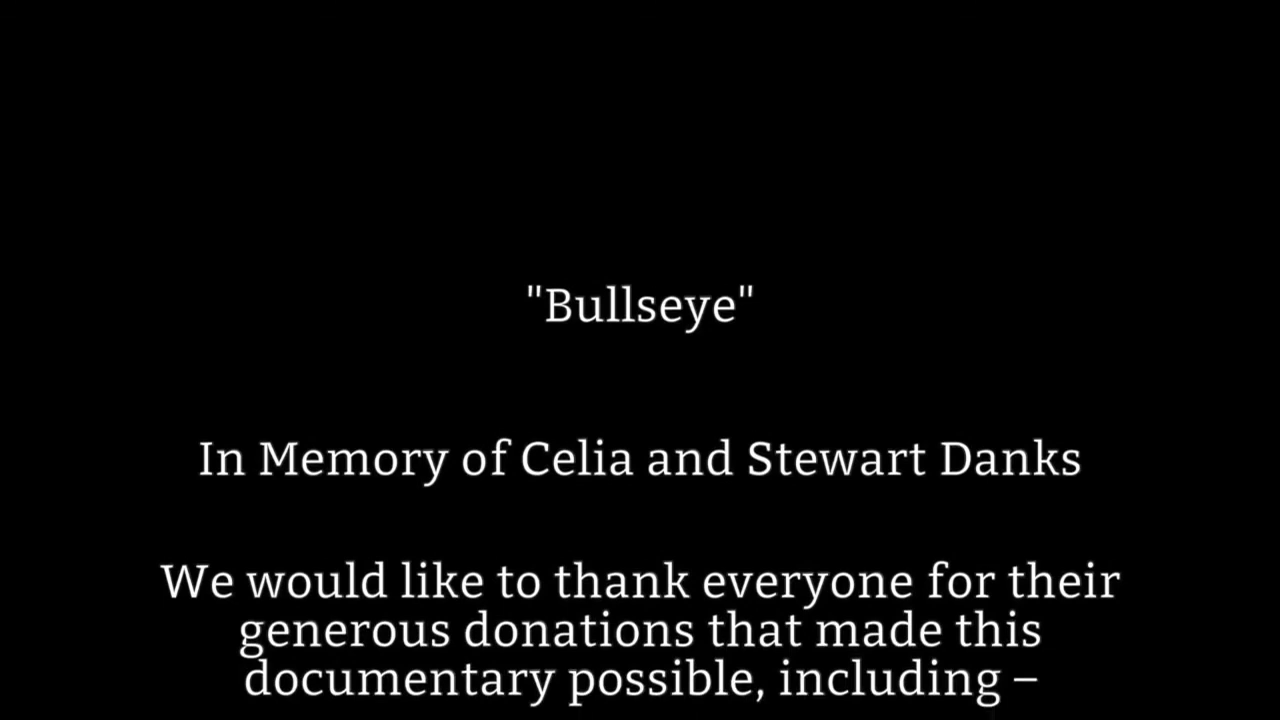 "Bullseye"
In Memory of Celia and Stewart Danks
We would like to thank everyone for their
generous donations that made this
documentary possible, including –